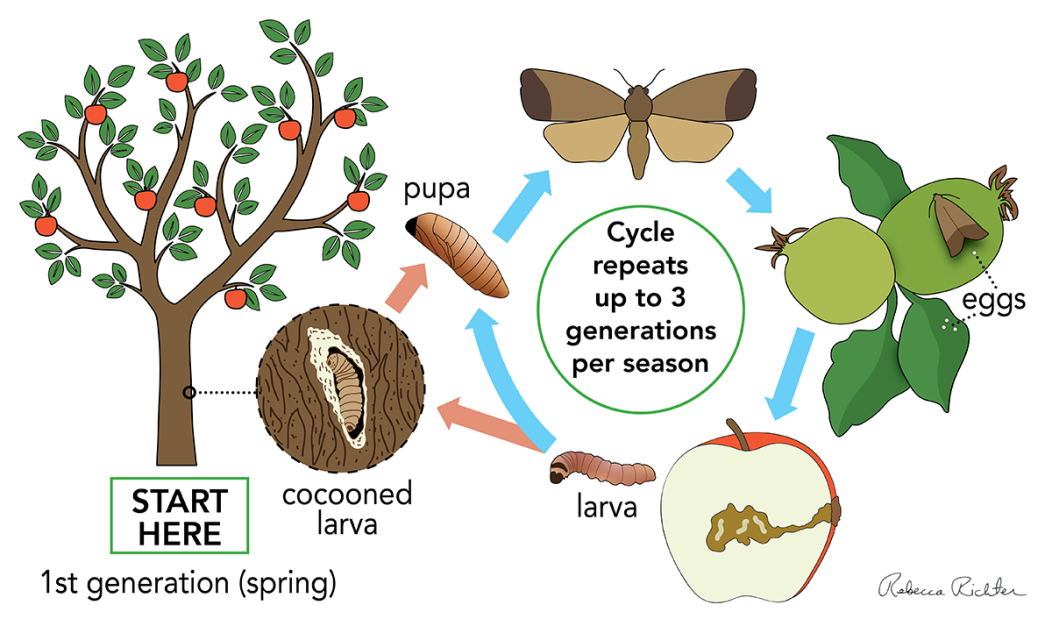 pupa
Cycle
repeats
up to 3
generations
per season
eggs
cocooned
larva
larva
START
HERE
1st generation (spring)
Rebecca Richter